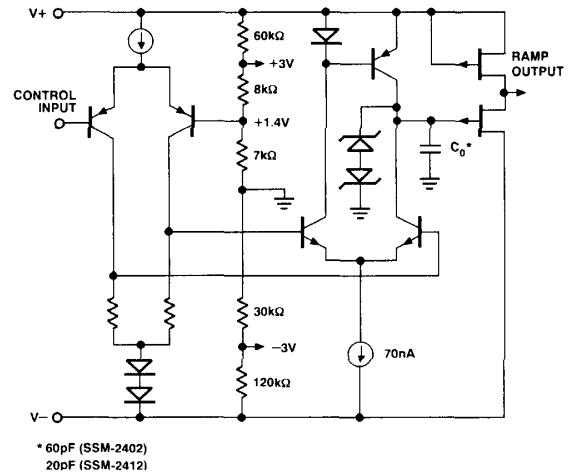 V+
60kΩ
+3V
RAMP
OUTPUT
8kΩ
CONTROL
INPUT
+1.4V
7kΩ
C₀*
30kΩ
−3V
70nA
120kΩ
V−
* 60pF (SSM-2402)
20pF (SSM-2412)